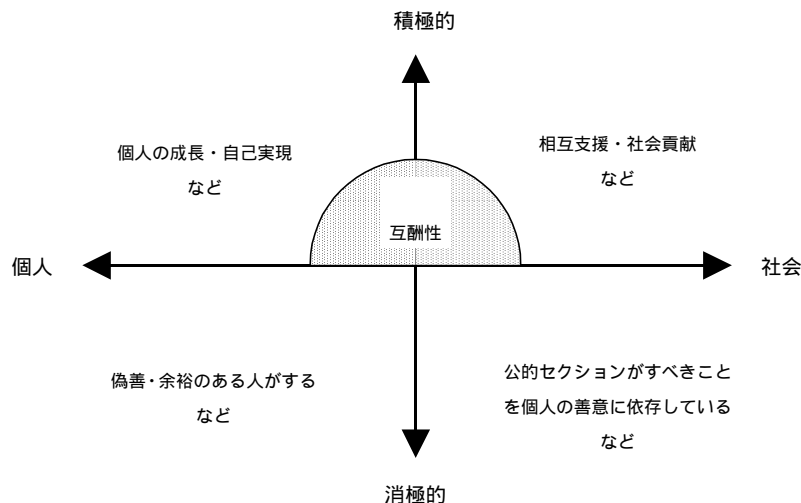 積極的
個人の成長・自己実現
など
相互支援・社会貢献
など
互酬性
個人
社会
偽善・余裕のある人がする
など
公的セクションがすべきこと
を個人の善意に依存している
など
消極的